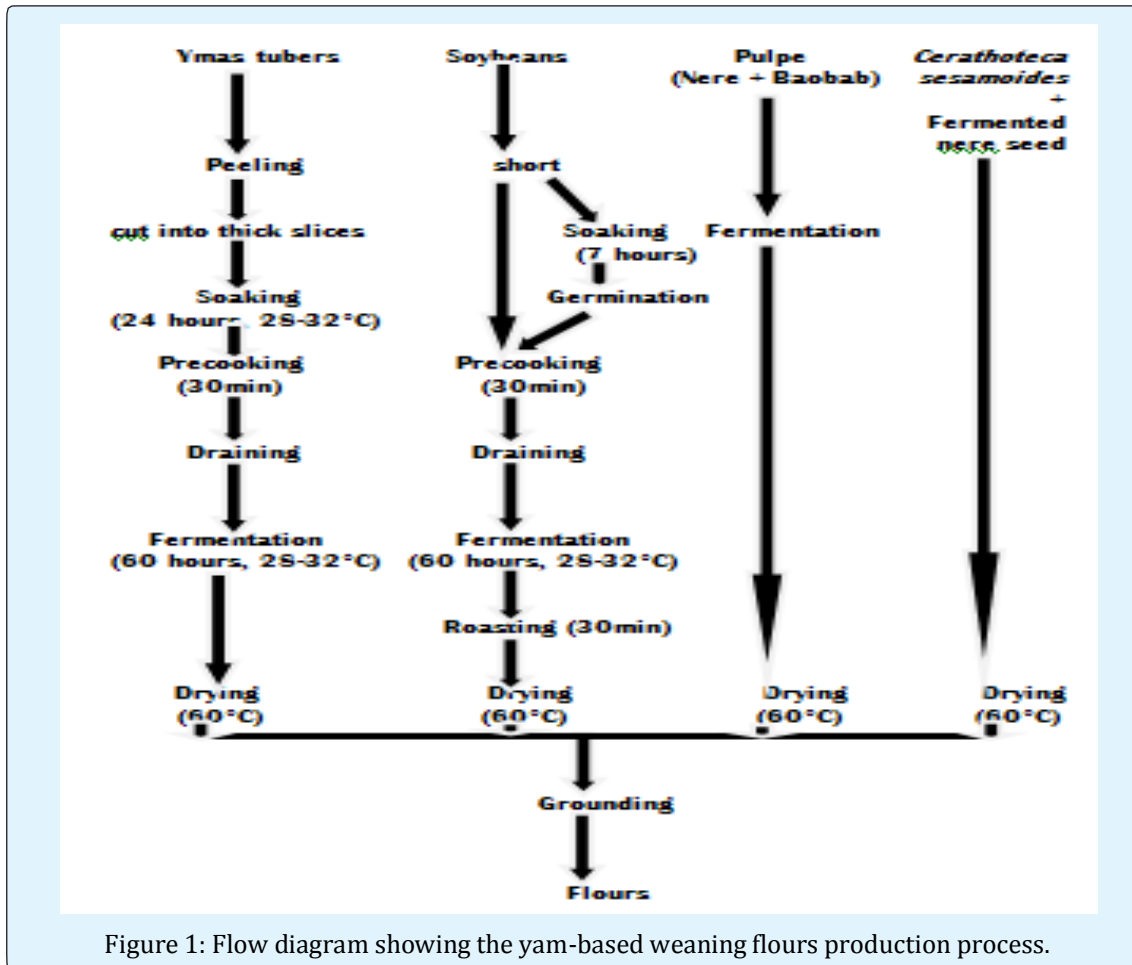 Ymas tubers
Peeling
cut into thick slices
Soaking
(24 hours, 28-32°C)
Precooking
(30min)
Draining
Fermentation
(60 hours, 28-32°C)
Drying
(60°C)
Soybeans
short
Soaking
(7 hours)
Germination
Precooking
(30min)
Draining
Fermentation
(60 hours, 28-32°C)
Roasting (30min)
Drying
(60°C)
Pulpe
(Nere + Baobab)
Fermentation
Drying
(60°C)
Cerathoteca
sesamoides
+
Fermented
nere seed
Drying
(60°C)
Grounding
Flours
Figure 1: Flow diagram showing the yam-based weaning flours production process.